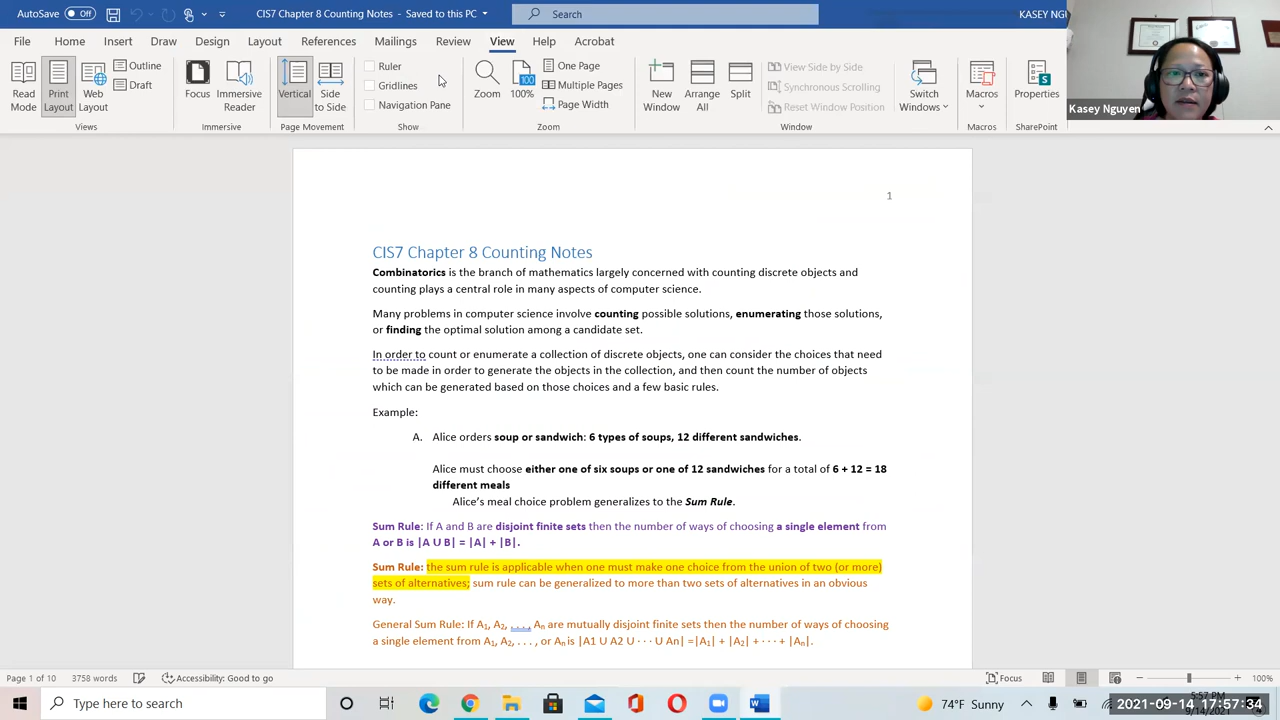 AutoSave Off CIS7 Chapter 8 Counting Notes Search KASEY
File Home Insert Draw Design Layout References Mailings Review View Help Acrobat
Read Mode
Print Layout
Web Layout
Outline
Draft
Views
Focus
Immersive Reader
Immersive
Vertical
Side to Side
Page Movement
Ruler
Gridlines
Navigation Pane
Show
Zoom
100
100%
One Page
Multiple Pages
Page Width
Zoom
New Window
Arrange All
Split
View Side by Side
Synchronous Scrolling
Reset Window Position
Window
Switch Windows
Macros
Macros
Properties
SharePoint
Kasey Nguyen
1
CIS7 Chapter 8 Counting Notes
Combinatorics is the branch of mathematics largely concerned with counting discrete objects and
counting plays a central role in many aspects of computer science.
Many problems in computer science involve counting possible solutions, enumerating those solutions,
or finding the optimal solution among a candidate set.
In order to count or enumerate a collection of discrete objects, one can consider the choices that need
to be made in order to generate the objects in the collection, and then count the number of objects
which can be generated based on those choices and a few basic rules.
Example:
A. Alice orders soup or sandwich: 6 types of soups, 12 different sandwiches.
Alice must choose either one of six soups or one of 12 sandwiches for a total of 6 + 12 = 18
different meals
Alice’s meal choice problem generalizes to the Sum Rule.
Sum Rule: If A and B are disjoint finite sets then the number of ways of choosing a single element from
A or B is |A ∪ B| = |A| + |B|.
Sum Rule: the sum rule is applicable when one must make one choice from the union of two (or more)
sets of alternatives; sum rule can be generalized to more than two sets of alternatives in an obvious
way.
General Sum Rule: If A₁, A₂, . . . , Aₙ are mutually disjoint finite sets then the number of ways of choosing
a single element from A₁, A₂, . . . , or Aₙ is |A1 ∪ A2 ∪ · · · ∪ An| =|A₁| + |A₂| + · · · + |Aₙ|.
Page 1 of 10 3758 words Accessibility: Good to go Focus 100%
Type here to search 74°F Sunny 5:57 PM
2021-09-14 17:57:34
9/14/2021